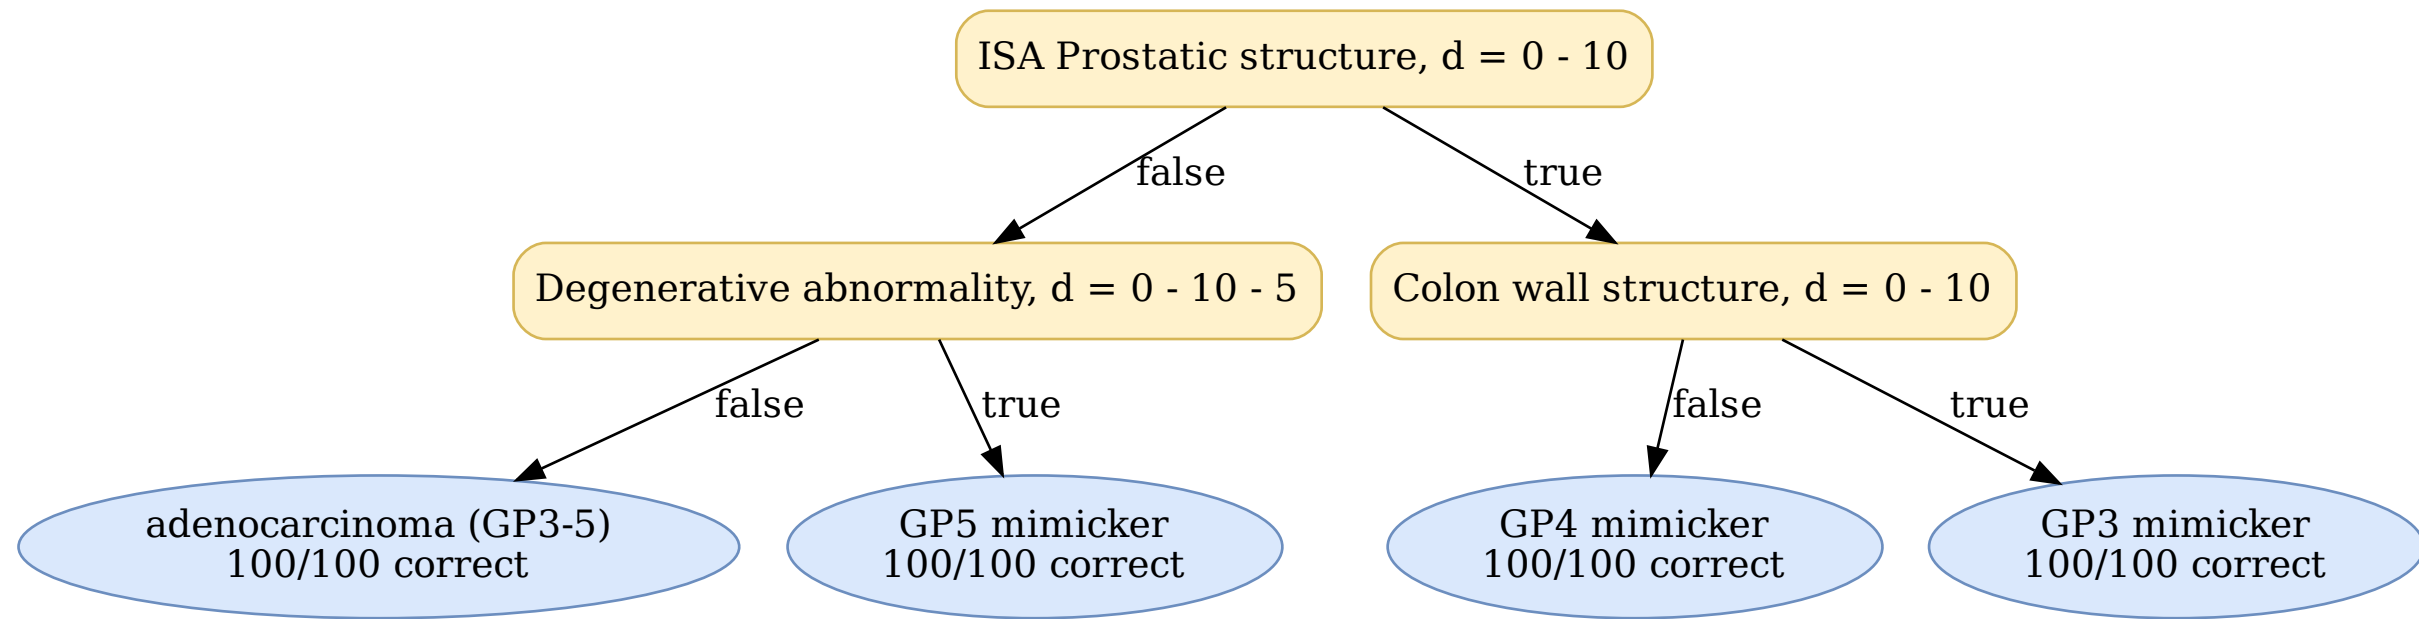 ISA Prostatic structure, d = 0 - 10
false
true
Degenerative abnormality, d = 0 - 10 - 5
Colon wall structure, d = 0 - 10
false
true
false
true
adenocarcinoma (GP3-5)
100/100 correct
GP5 mimicker
100/100 correct
GP4 mimicker
100/100 correct
GP3 mimicker
100/100 correct